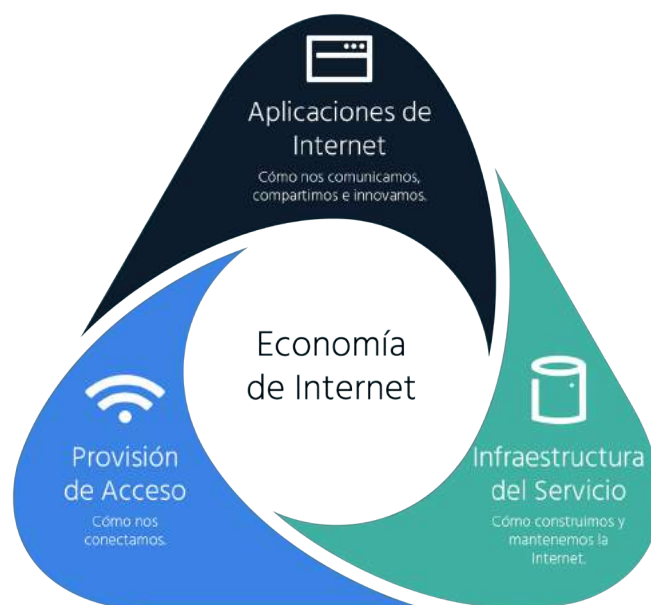 Aplicaciones de
Internet
Cómo nos comunicamos,
compartimos e innovamos.
Economía
de Internet
Provisión
de Acceso
Cómo nos
conectamos.
Infraestructura
del Servicio
Cómo construimos y
mantenemos la
Internet.